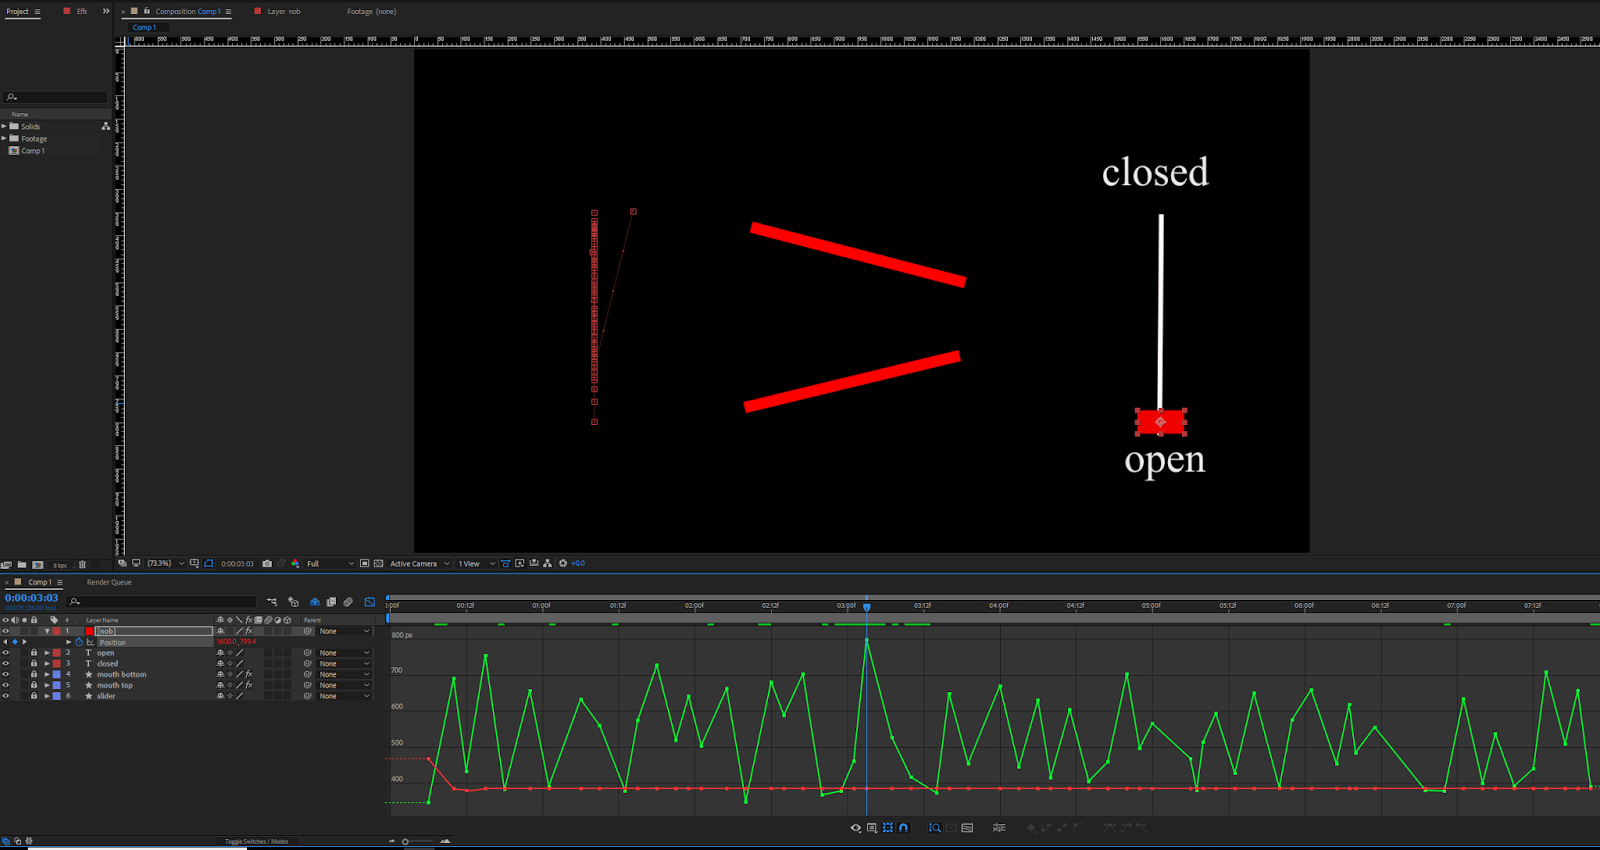 Project
Effe
Composition Comp 1
Layer nob
Footage (none)
Comp 1
Name
Solids
Footage
Comp 1
closed
open
8 bpc
(73.3%)
0:00:03:03
Full
Active Camera
1 View
+0.0
Comp 1
Render Queue
0:00:03:03
00075 (24.00 fps)
# Layer Name
Parent
1 [nob] None
Position 1600.0,799.4
2 T open None
3 T closed None
4 mouth bottom None
5 mouth top None
6 slider None
:00f 00:12f 01:00f 01:12f 02:00f 02:12f 03:00f 03:12f 04:00f 04:12f 05:00f 05:12f 06:00f 06:12f 07:00f 07:12f
800 px
700
600
500
400
Toggle Switches / Modes